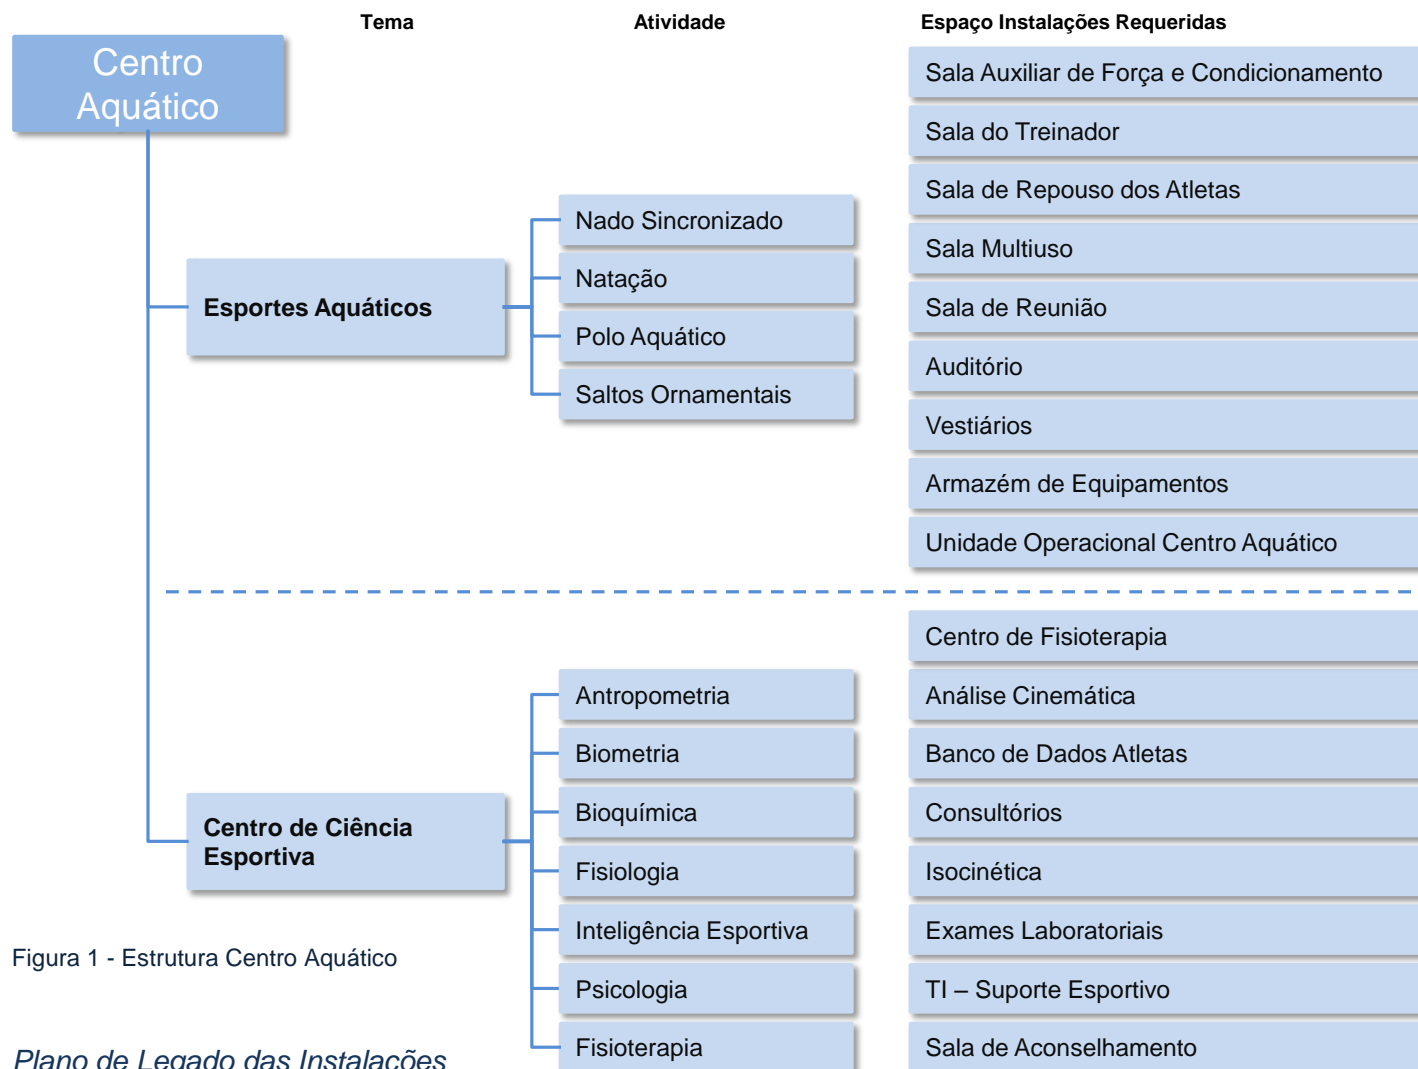 Tema
Atividade
Espaço Instalações Requeridas
Centro
Aquático
Esportes Aquáticos
Nado Sincronizado
Natação
Polo Aquático
Saltos Ornamentais
Sala Auxiliar de Força e Condicionamento
Sala do Treinador
Sala de Repouso dos Atletas
Sala Multiuso
Sala de Reunião
Auditório
Vestiários
Armazém de Equipamentos
Unidade Operacional Centro Aquático
Centro de Ciência
Esportiva
Antropometria
Biometria
Bioquímica
Fisiologia
Inteligência Esportiva
Psicologia
Fisioterapia
Centro de Fisioterapia
Análise Cinemática
Banco de Dados Atletas
Consultórios
Isocinética
Exames Laboratoriais
TI – Suporte Esportivo
Sala de Aconselhamento
Figura 1 - Estrutura Centro Aquático
Plano de Legado das Instalações